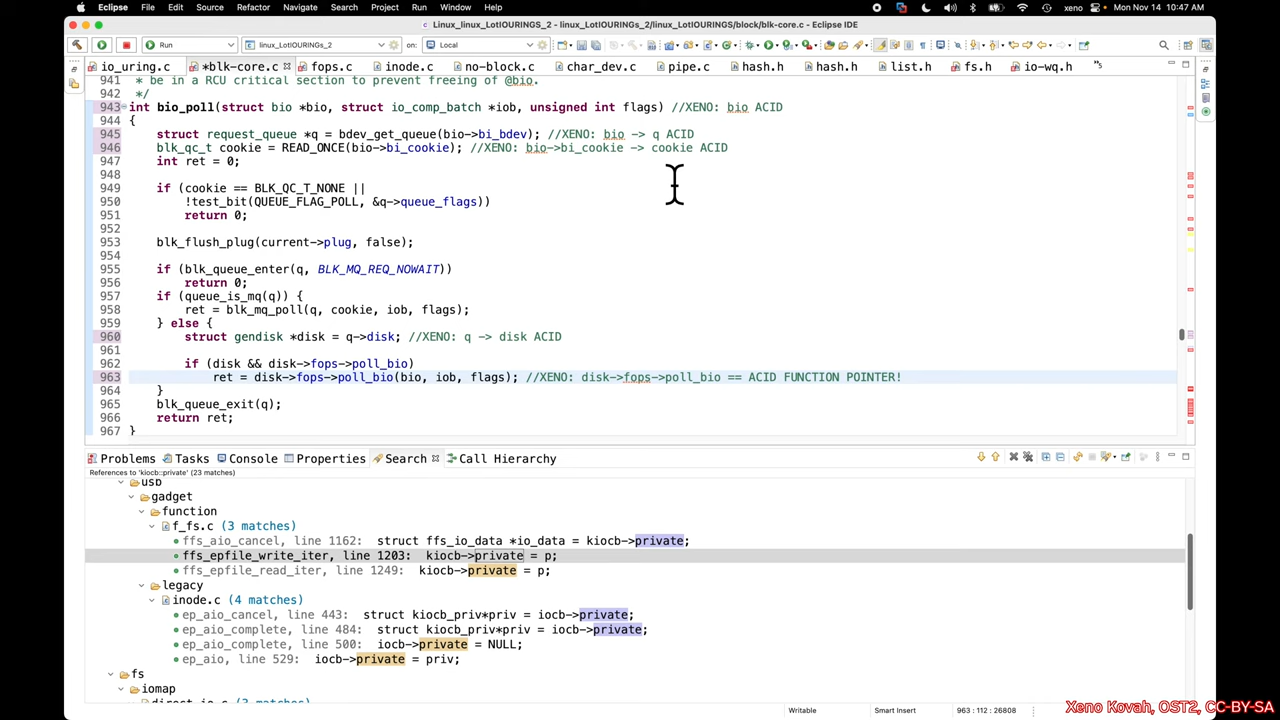 Eclipse File Edit Source Refactor Navigate Search Project Run Window Help xeno Mon Nov 14 10:47 AM
Linux_LotIOURINGS_2 - linux_LotIOURINGS_2/linux_LotIOURINGS/block/blk-core.c - Eclipse IDE
Run linux_LotIOURINGs_2 on: Local
io_uring.c *blk-core.c fops.c inode.c no-block.c char_dev.c pipe.c hash.h hash.h list.h fs.h io-wq.h »5
941 * be in a RCU critical section to prevent freeing of @bio.
942 */
943 int bio_poll(struct bio *bio, struct io_comp_batch *iob, unsigned int flags) //XENO: bio ACID
944 {
945 struct request_queue *q = bdev_get_queue(bio->bi_bdev); //XENO: bio -> q ACID
946 blk_qc_t cookie = READ_ONCE(bio->bi_cookie); //XENO: bio->bi_cookie -> cookie ACID
947 int ret = 0;
948
949 if (cookie == BLK_QC_T_NONE ||
950 !test_bit(QUEUE_FLAG_POLL, &q->queue_flags))
951 return 0;
952
953 blk_flush_plug(current->plug, false);
954
955 if (blk_queue_enter(q, BLK_MQ_REQ_NOWAIT))
956 return 0;
957 if (queue_is_mq(q)) {
958 ret = blk_mq_poll(q, cookie, iob, flags);
959 } else {
960 struct gendisk *disk = q->disk; //XENO: q -> disk ACID
961
962 if (disk && disk->fops->poll_bio)
963 ret = disk->fops->poll_bio(bio, iob, flags); //XENO: disk->fops->poll_bio == ACID FUNCTION POINTER!
964 }
965 blk_queue_exit(q);
966 return ret;
967 }
Problems Tasks Console Properties Search Call Hierarchy
References to 'kiocb::private' (23 matches)
usb
gadget
function
f_fs.c (3 matches)
ffs_aio_cancel, line 1162: struct ffs_io_data *io_data = kiocb->private;
ffs_epfile_write_iter, line 1203: kiocb->private = p;
ffs_epfile_read_iter, line 1249: kiocb->private = p;
legacy
inode.c (4 matches)
ep_aio_cancel, line 443: struct kiocb_priv*priv = iocb->private;
ep_aio_complete, line 484: struct kiocb_priv*priv = iocb->private;
ep_aio_complete, line 500: iocb->private = NULL;
ep_aio, line 529: iocb->private = priv;
fs
iomap
direct_io.c (3 matches)
Xeno Kovah, OST2, CC-BY-SA
Writable Smart Insert 963 : 112 : 26808